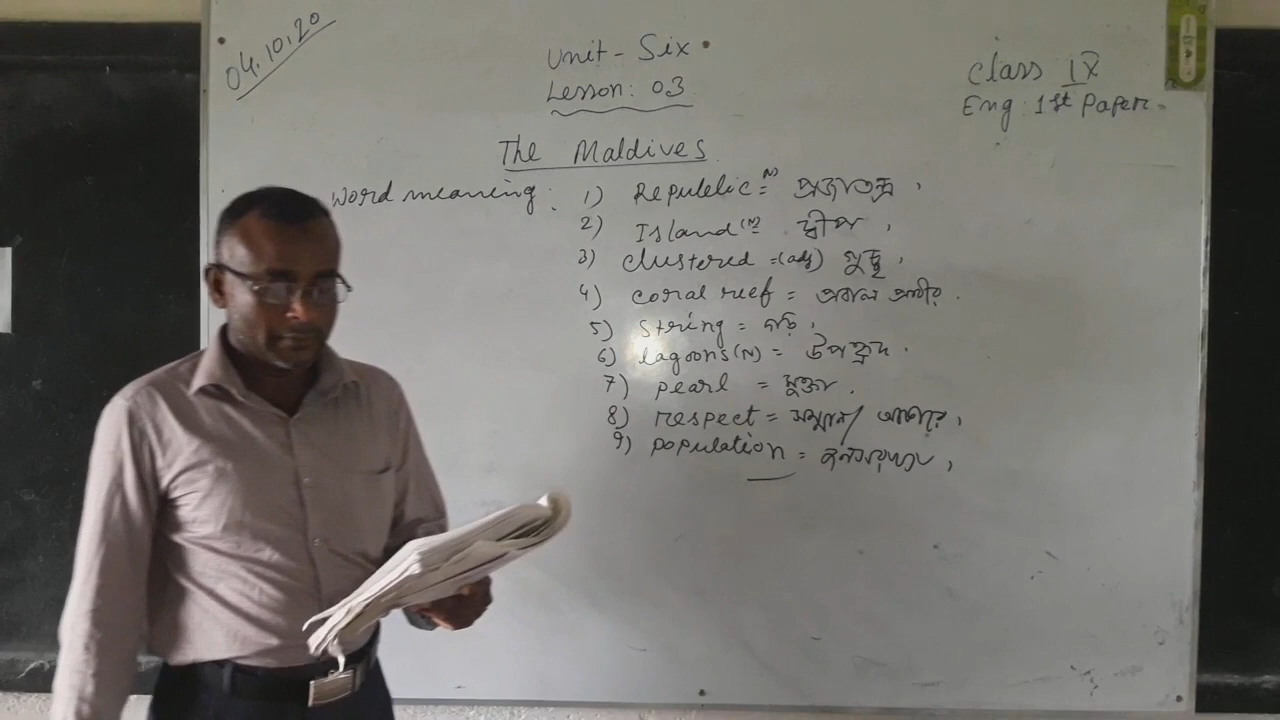 04.10.20
Unit - Six
Lesson: 03
Class IX
Eng: 1st Paper.
The Maldives
Word meaning: 1) Republic (N) = প্রজাতন্ত্র,
2) Island (N) = দ্বীপ,
3) clustered = (adj) গুচ্ছ,
4) coral reef = প্রবাল প্রাচীর.
5) string = দড়ি,
6) lagoons (N) = উপহ্রদ.
7) pearl = মুক্তা.
8) respect = সম্মান /
9) population = জনসংখ্যা,